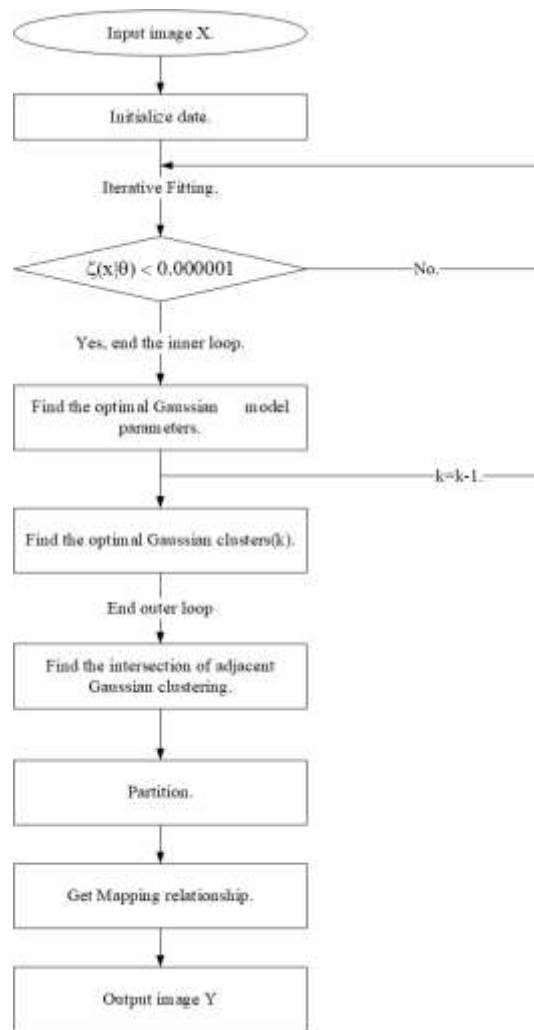 Input image X.
Initialize date.
Iterative Fitting.
ζ(x|θ) < 0.000001
No.
Yes, end the inner loop.
Find the optimal Gaussian model
parameters.
k=k-1.
Find the optimal Gaussian clusters(k).
End outer loop
Find the intersection of adjacent
Gaussian clustering.
Partition.
Get Mapping relationship.
Output image Y